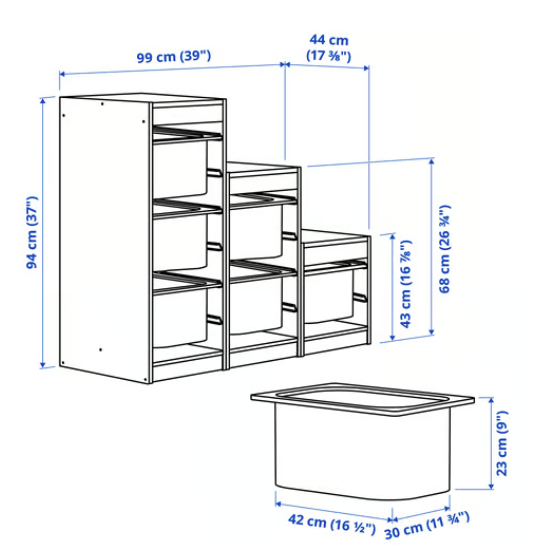 99 cm (39")
44 cm
(17 ⅜")
94 cm (37")
43 cm (16 ⅞")
68 cm (26 ¾")
23 cm (9")
42 cm (16 ½")
30 cm (11 ¾")